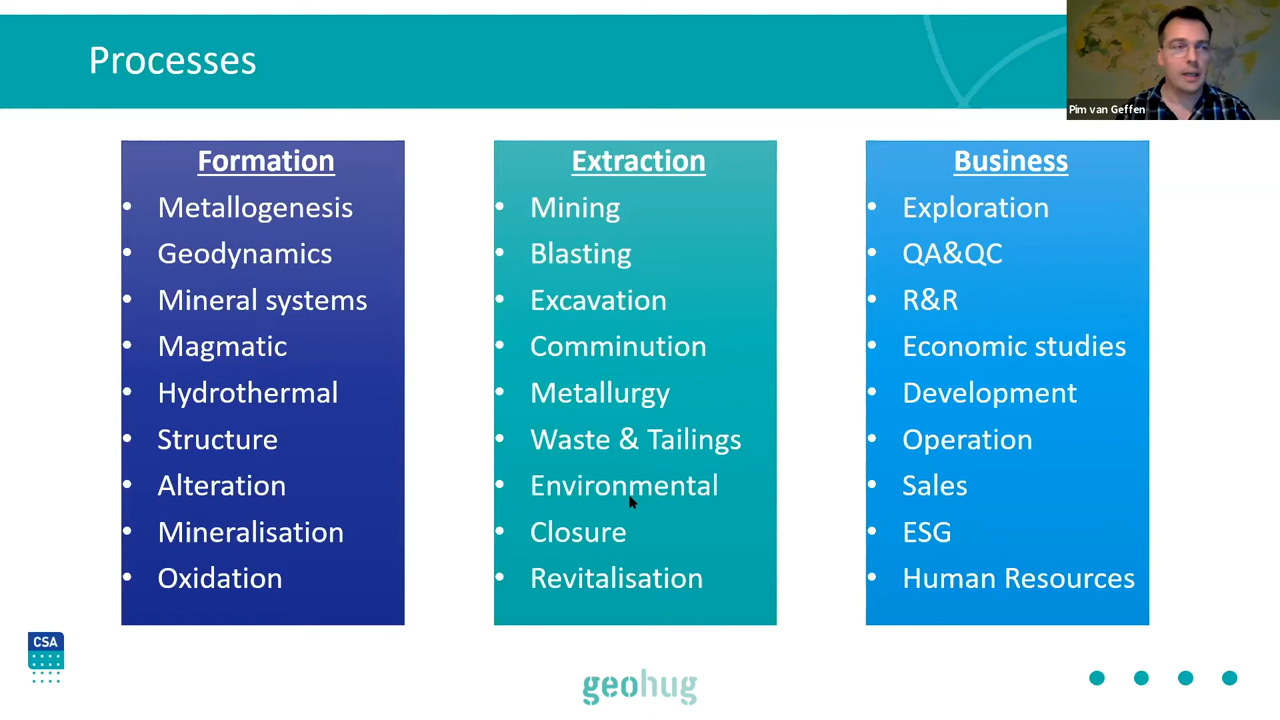 Processes
Pim van Geffen
Formation
• Metallogenesis
• Geodynamics
• Mineral systems
• Magmatic
• Hydrothermal
• Structure
• Alteration
• Mineralisation
• Oxidation
Extraction
• Mining
• Blasting
• Excavation
• Comminution
• Metallurgy
• Waste & Tailings
• Environmental
• Closure
• Revitalisation
Business
• Exploration
• QA&QC
• R&R
• Economic studies
• Development
• Operation
• Sales
• ESG
• Human Resources
CSA
geohug